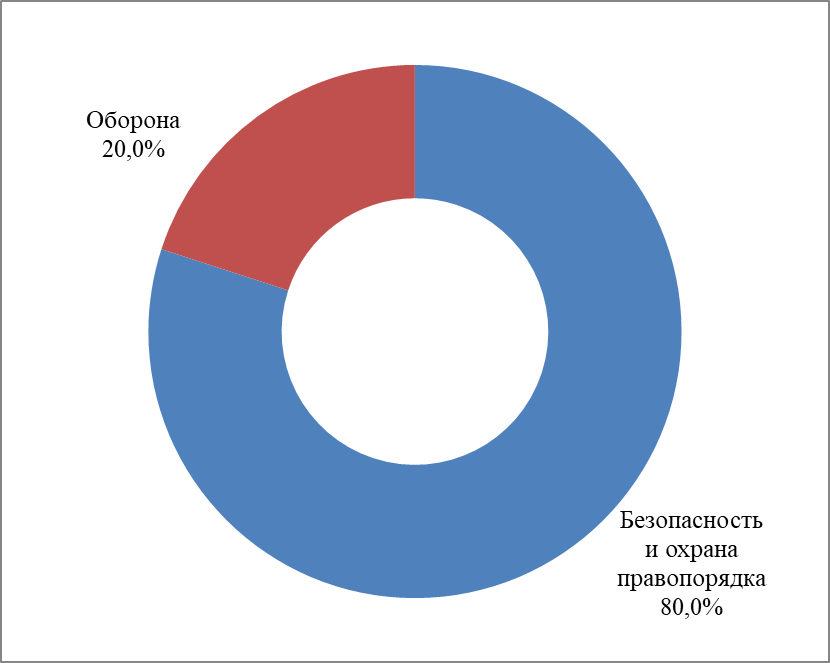 Оборона
20,0%
Безопасность
и охрана
правопорядка
80,0%